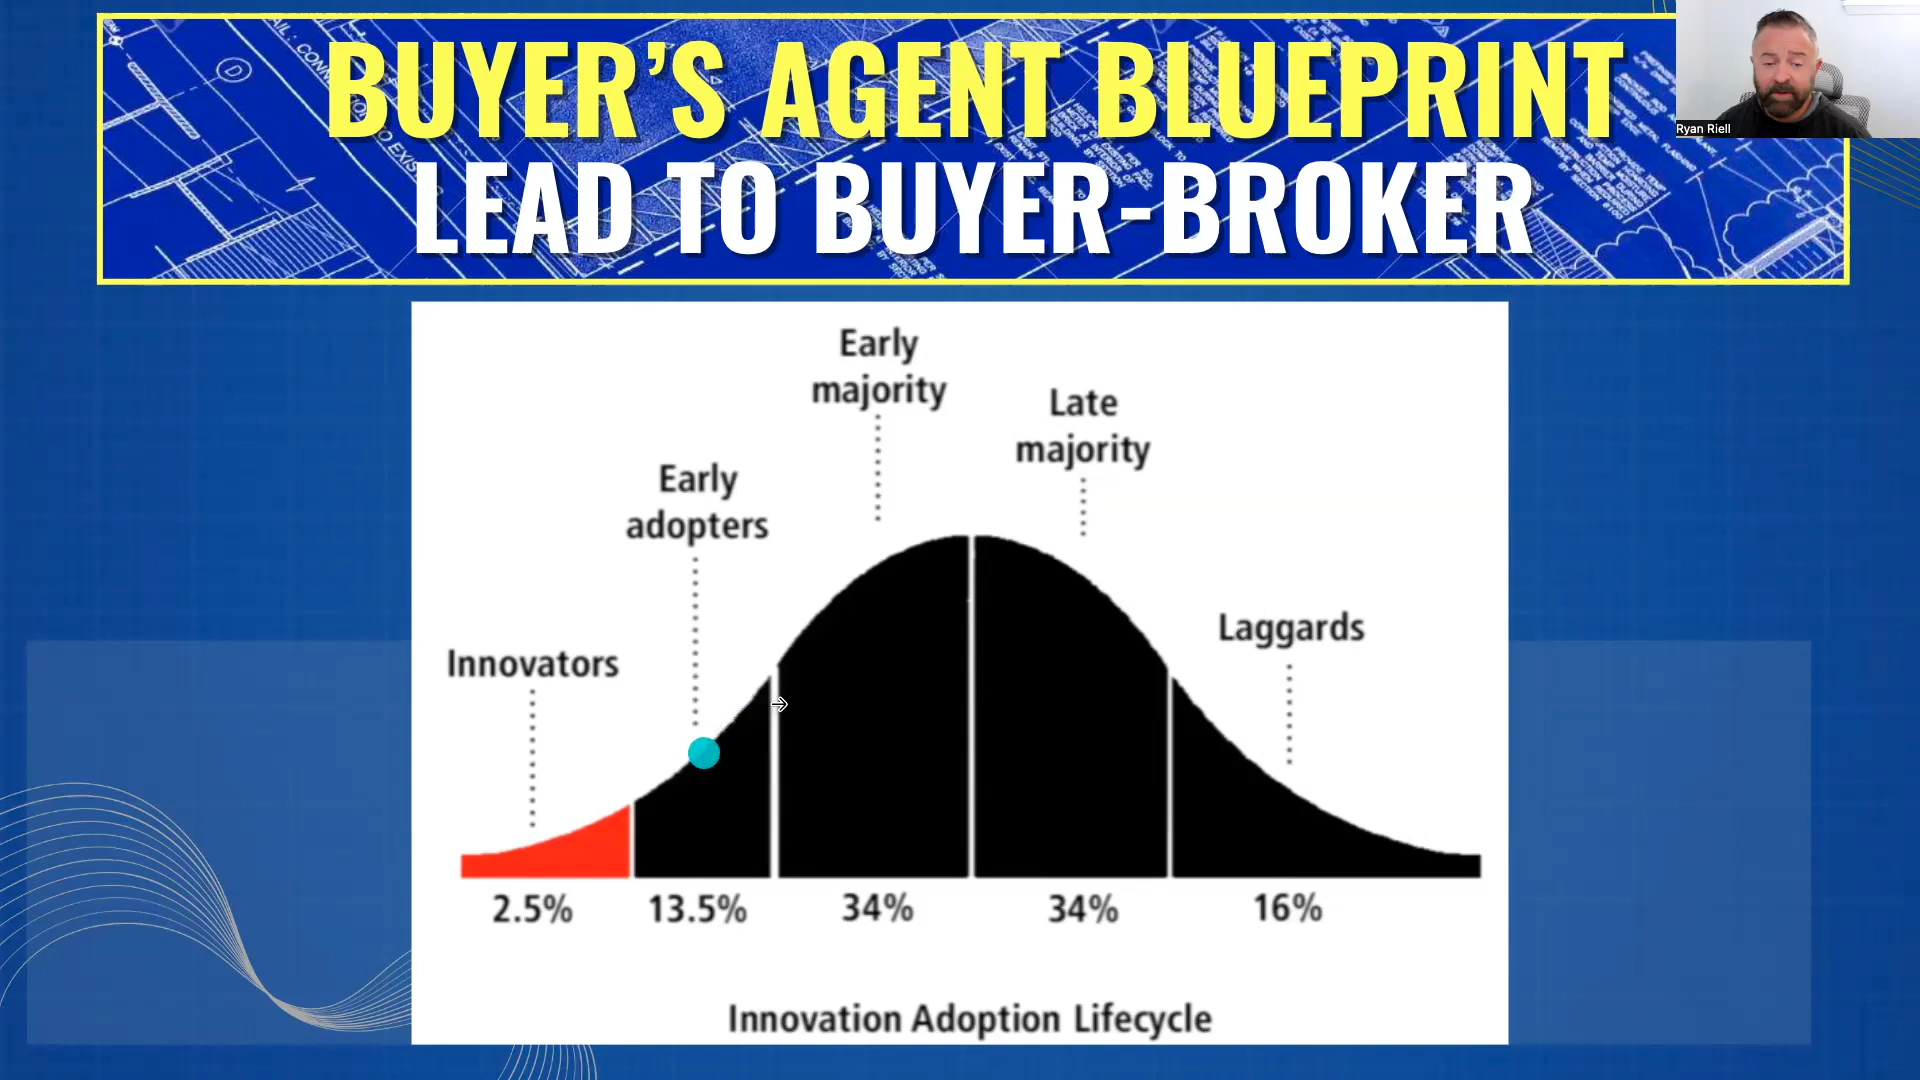 BUYER'S AGENT BLUEPRINT
LEAD TO BUYER-BROKER
Ryan Riell
Early
majority
Late
majority
Early
adopters
Laggards
Innovators
2.5%
13.5%
34%
34%
16%
Innovation Adoption Lifecycle